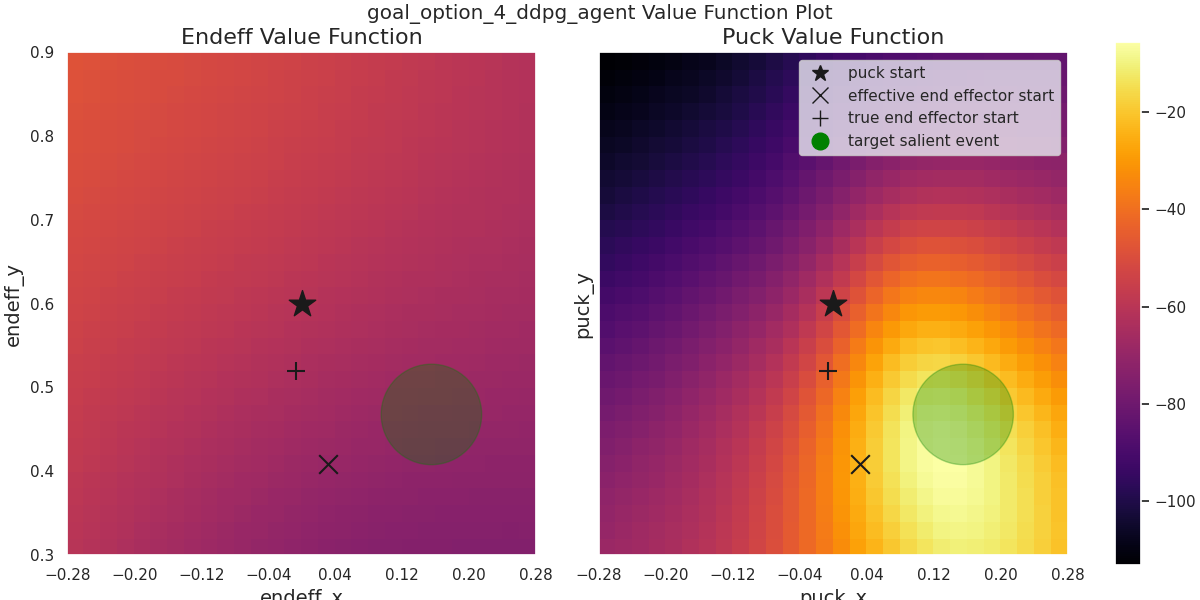 goal_option_4_ddpg_agent Value Function Plot
Endeff Value Function
Puck Value Function
0.9
0.8
0.7
0.6
0.5
0.4
0.3
endeff_y
−0.28 −0.20 −0.12 −0.04 0.04 0.12 0.20 0.28
endeff_x
puck_y
puck start
effective end effector start
true end effector start
target salient event
−0.28 −0.20 −0.12 −0.04 0.04 0.12 0.20 0.28
puck_x
−20
−40
−60
−80
−100